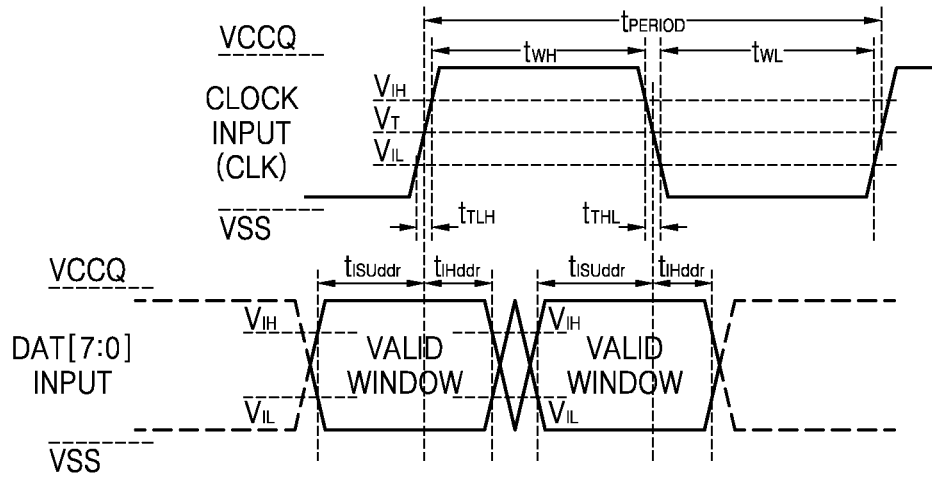 tPERIOD
VCCQ
tWH
tWL
CLOCK
INPUT
(CLK)
VIH
VT
VIL
VSS
tTLH
tTHL
VCCQ
tISUddr
tIHddr
tISUddr
tIHddr
VIH
VIH
DAT[7:0]
INPUT
VALID
WINDOW
VALID
WINDOW
VIL
VIL
VSS